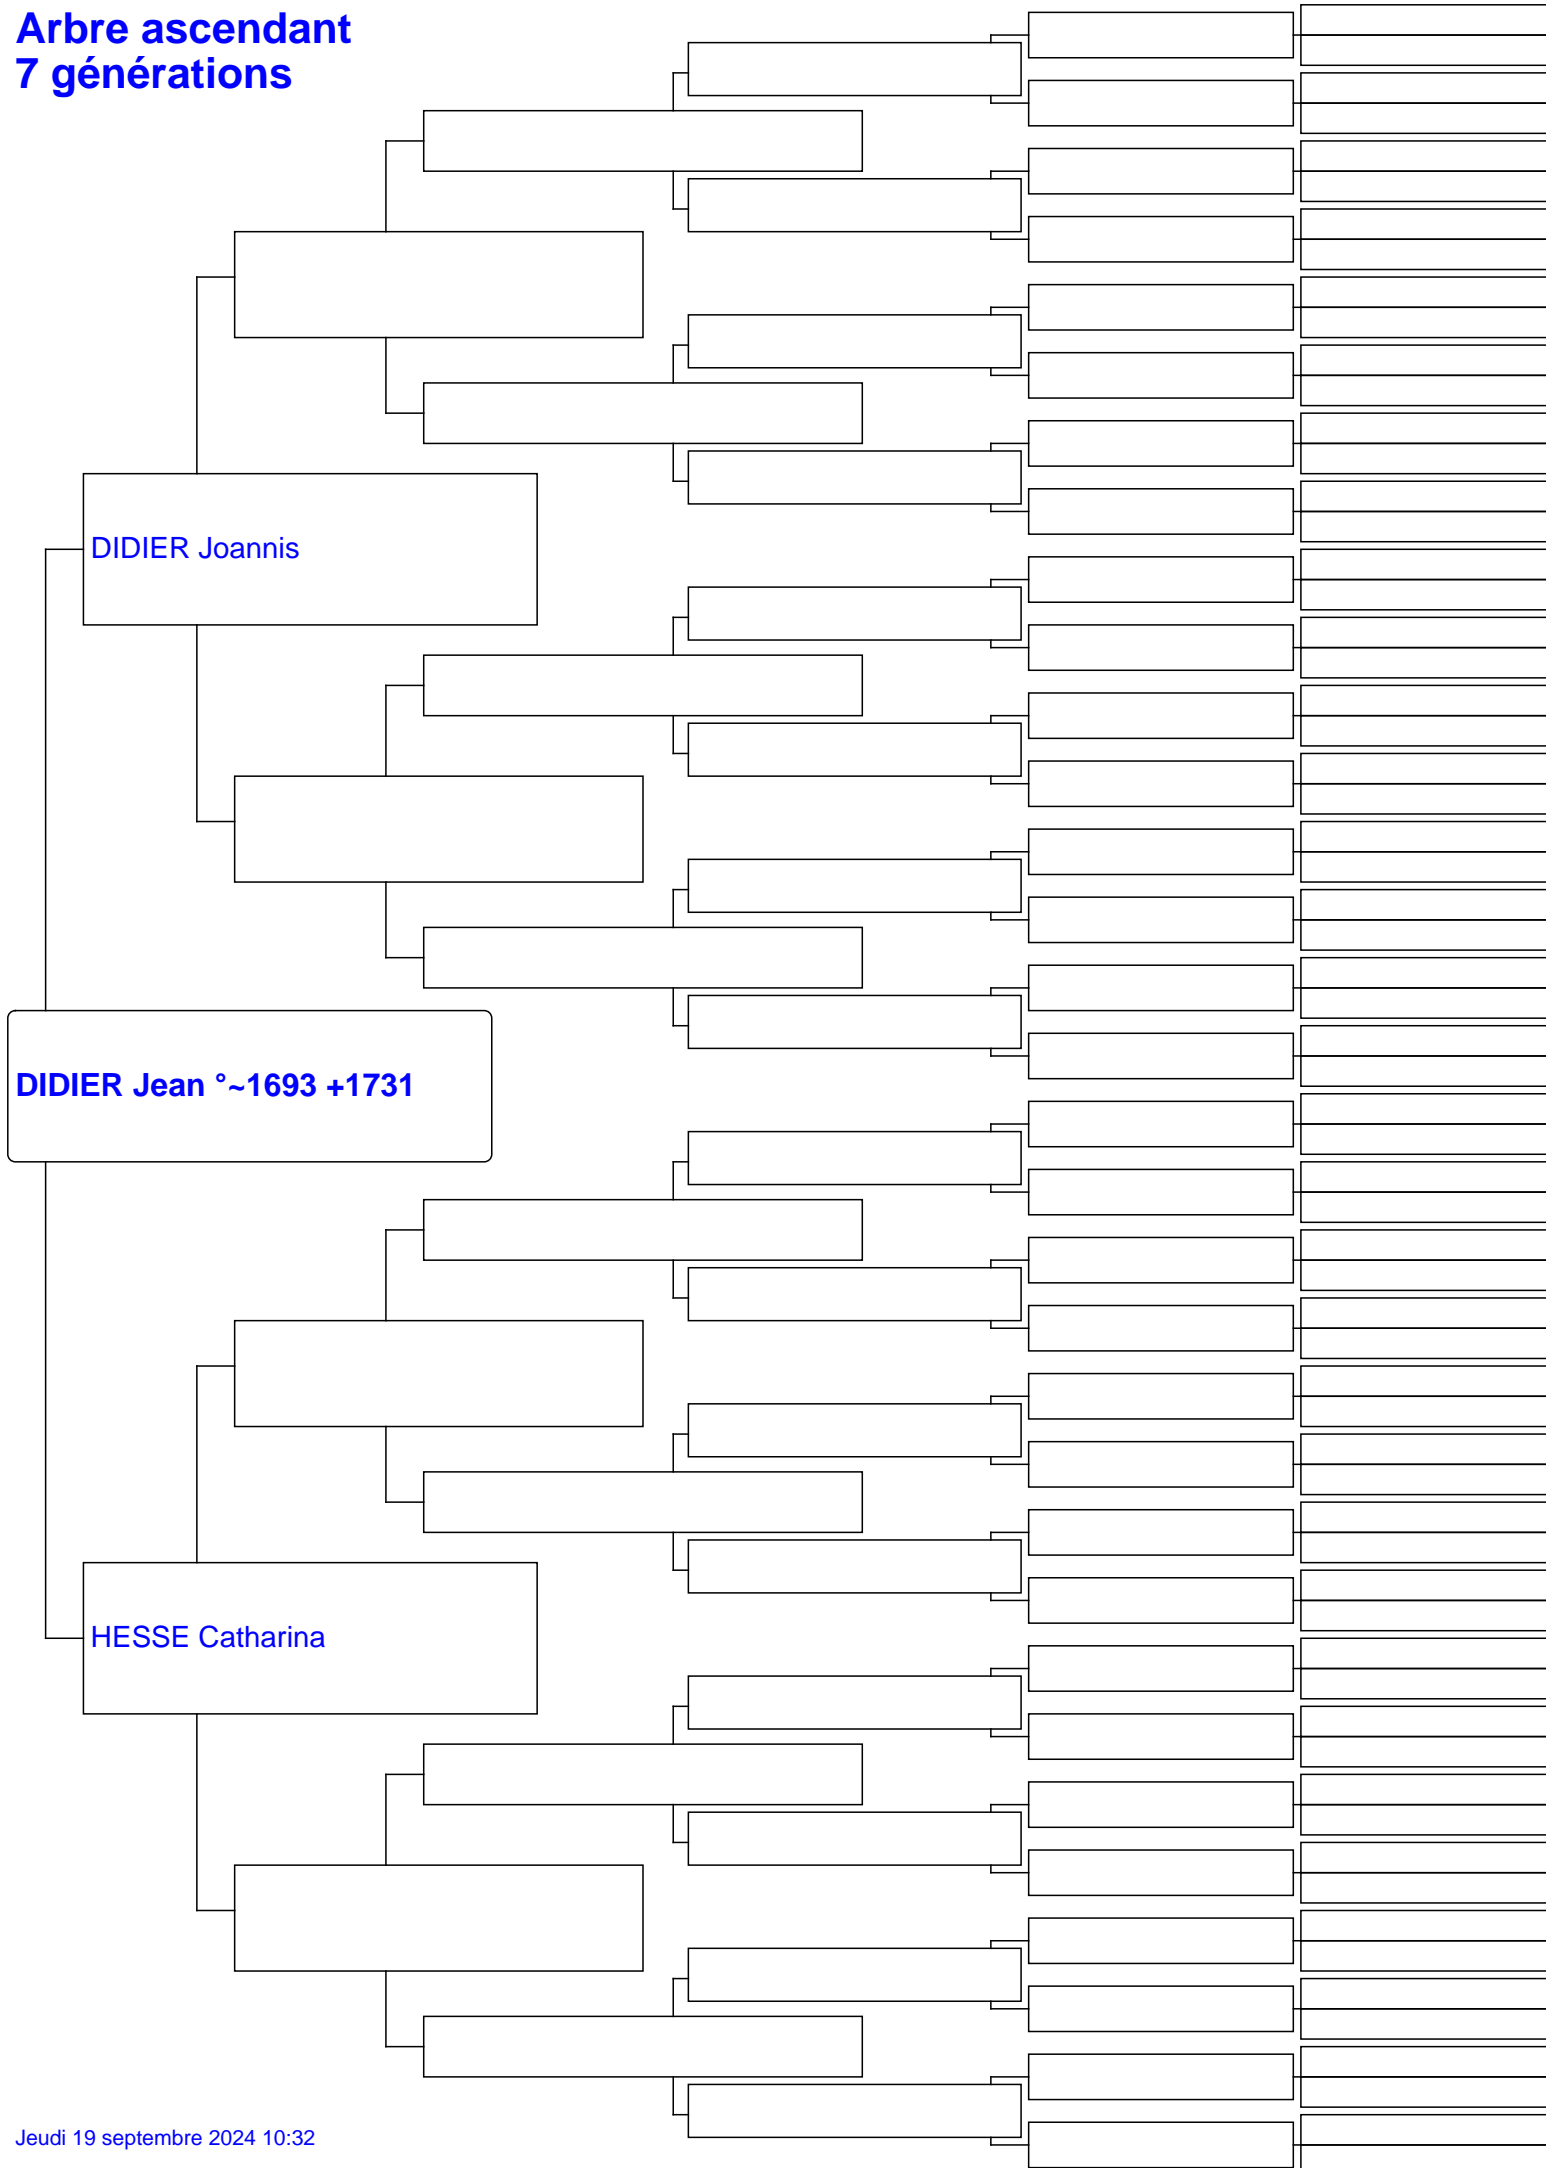 Arbre ascendant
7 générations
DIDIER Joannis
DIDIER Jean °~1693 +1731
HESSE Catharina
Jeudi 19 septembre 2024 10:32